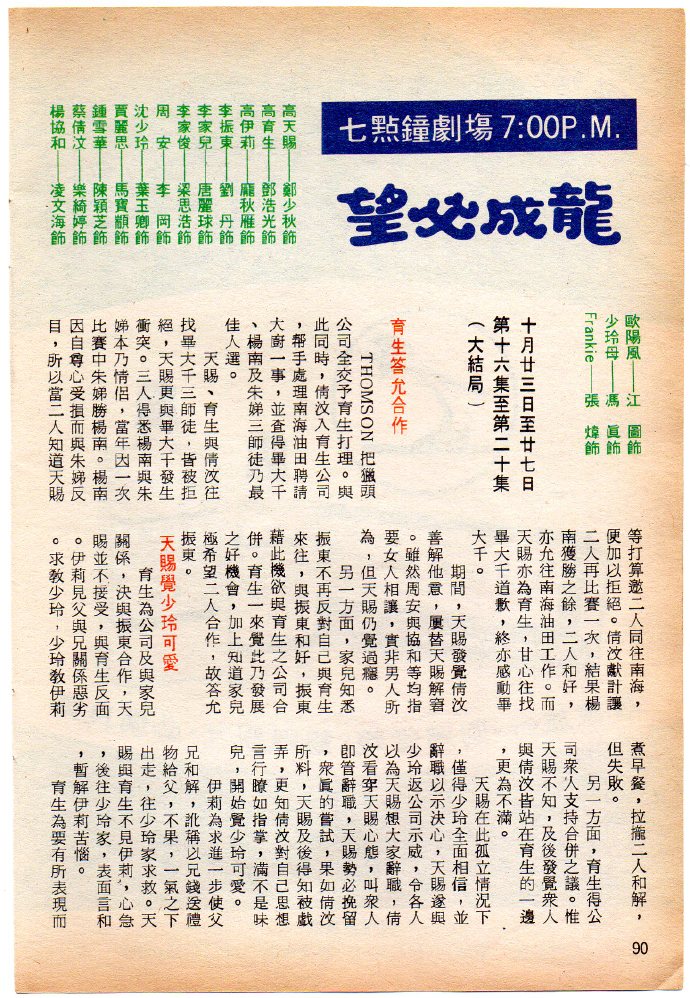 七點鐘劇場 7:00P.M.
望父成龍
高天賜——鄭少秋飾
高育生——鄧浩光飾
高伊莉——龐秋雁飾
李振東——劉　丹飾
李家兒——唐麗球飾
李家俊——梁思浩飾
周　安——李　岡飾
沈少玲——葉玉卿飾
賈麗思——馬寶顓飾
鍾雪華——陳穎芝飾
蔡倩汶——樂綺婷飾
楊協和——凌文海飾
歐陽風——江　圖飾
少玲母——馮　眞飾
Frankie——張　煒飾
十月廿三日至廿七日
第十六集至第二十集
（大結局）
育生答允合作
THOMSON 把獵頭
公司全交予育生打理。與
此同時，倩汶入育生公司
，帮手處理南海油田聘請
大廚一事，並查得畢大千
、楊南及朱娣三師徒乃最
佳人選。
天賜、育生與倩汶往
找畢大千三師徒，皆被拒
絕，天賜更與畢大千發生
衝突。三人得悉楊南與朱
娣本乃情侶，當年因一次
比賽中朱娣勝楊南。楊南
因自尊心受損而與朱娣反
目，所以當二人知道天賜
等打算邀二人同往南海，
便加以拒絕。倩汶獻計讓
二人再比賽一次，結果楊
南獲勝之餘，二人和好，
亦允往南海油田工作。而
天賜亦為育生，甘心往找
畢大千道歉，終亦感動畢
大千。
期間，天賜發覺倩汶
善解他意，屢替天賜解窘
。雖然周安與協和等均指
要女人相讓，實非男人所
為，但天賜仍覺過癮。
另一方面，家兒知悉
振東不再反對自己與育生
來往，與振東和好，振東
藉此機欲與育生之公司合
併。育生一來覺此乃發展
之好機會，加上知道家兒
極希望二人合作，故答允
振東。
天賜覺少玲可愛
育生為公司及與家兒
關係，決與振東合作，天
賜並不接受，與育生反面
。伊莉見父與兄關係惡劣
。求教少玲，少玲敎伊莉
煮早餐，拉攏二人和解，
但失敗。
另一方面，育生得公
司衆人支持合併之議。惟
天賜不知，及後發覺衆人
與倩汶皆站在育生的一邊
，更為不滿。
天賜在此孤立情況下
，僅得少玲全面相信，並
辭職以示決心，天賜遂與
少玲返公司示威，令各人
以為天賜想大家辭職，倩
汶看穿天賜心態，叫衆人
即管辭職，天賜勢必挽留
，衆眞的嘗試，果如倩汶
所料，天賜及後得知被戲
弄，更知倩汶對自己思想
言行瞭如指掌，滿不是味
兒，開始覺少玲可愛。
伊莉為求進一步使父
兄和解，訛稱以兄錢送禮
物給父，不果，一氣之下
出走，往少玲家求救。天
賜與育生不見伊莉，心急
，後往少玲家，表面言和
，暫解伊莉苦惱。
育生為要有所表現而
90